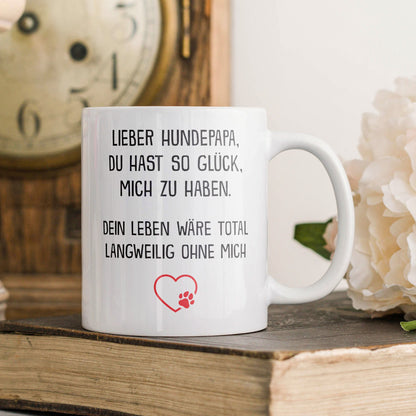 LIEBER HUNDEPAPA,
DU HAST SO GLÜCK,
MICH ZU HABEN.
DEIN LEBEN WÄRE TOTAL
LANGWEILIG OHNE MICH